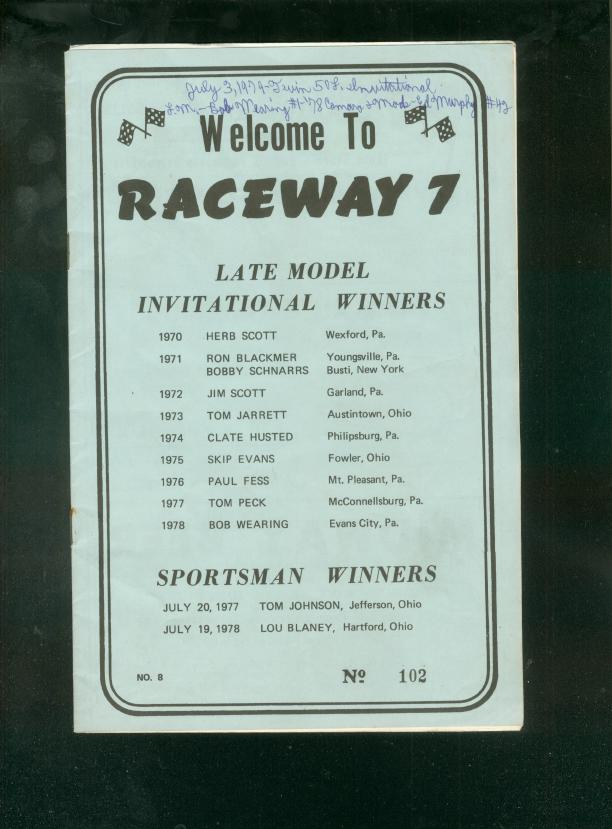 July 3, 1979 - Twin 50 L. Invitational
L.M. - Bob Wearing #1 - '78 Camaro & Mods - Ed Murphy #42
Welcome To
RACEWAY 7
LATE MODEL
INVITATIONAL WINNERS
1970 HERB SCOTT Wexford, Pa.
1971 RON BLACKMER Youngsville, Pa.
BOBBY SCHNARRS Busti, New York
1972 JIM SCOTT Garland, Pa.
1973 TOM JARRETT Austintown, Ohio
1974 CLATE HUSTED Philipsburg, Pa.
1975 SKIP EVANS Fowler, Ohio
1976 PAUL FESS Mt. Pleasant, Pa.
1977 TOM PECK McConnellsburg, Pa.
1978 BOB WEARING Evans City, Pa.
SPORTSMAN WINNERS
JULY 20, 1977 TOM JOHNSON, Jefferson, Ohio
JULY 19, 1978 LOU BLANEY, Hartford, Ohio
NO. 8 Nº 102